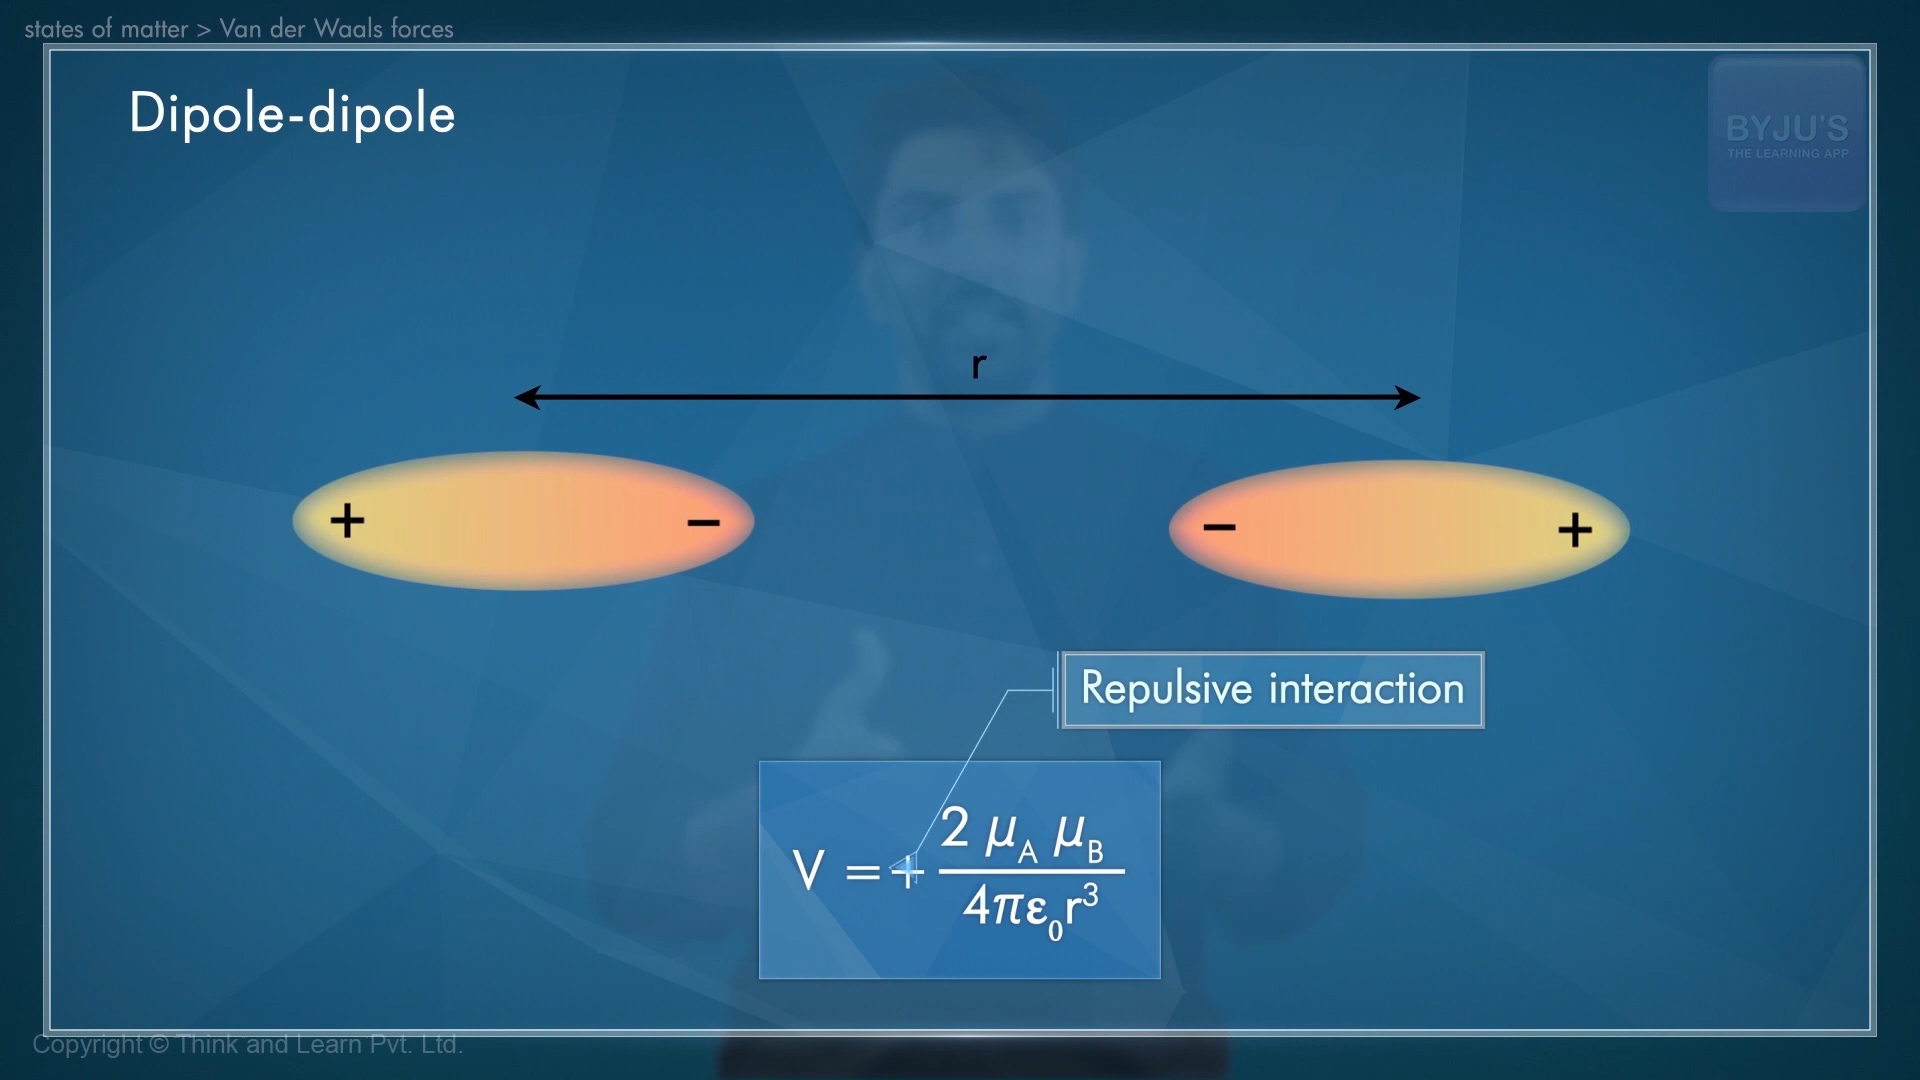 states of matter > Van der Waals forces
Dipole-dipole
BYJU'S
THE LEARNING APP
r
+ − − +
Repulsive interaction
V = + 2 μA μB / 4πε0r³
Copyright © Think and Learn Pvt. Ltd.